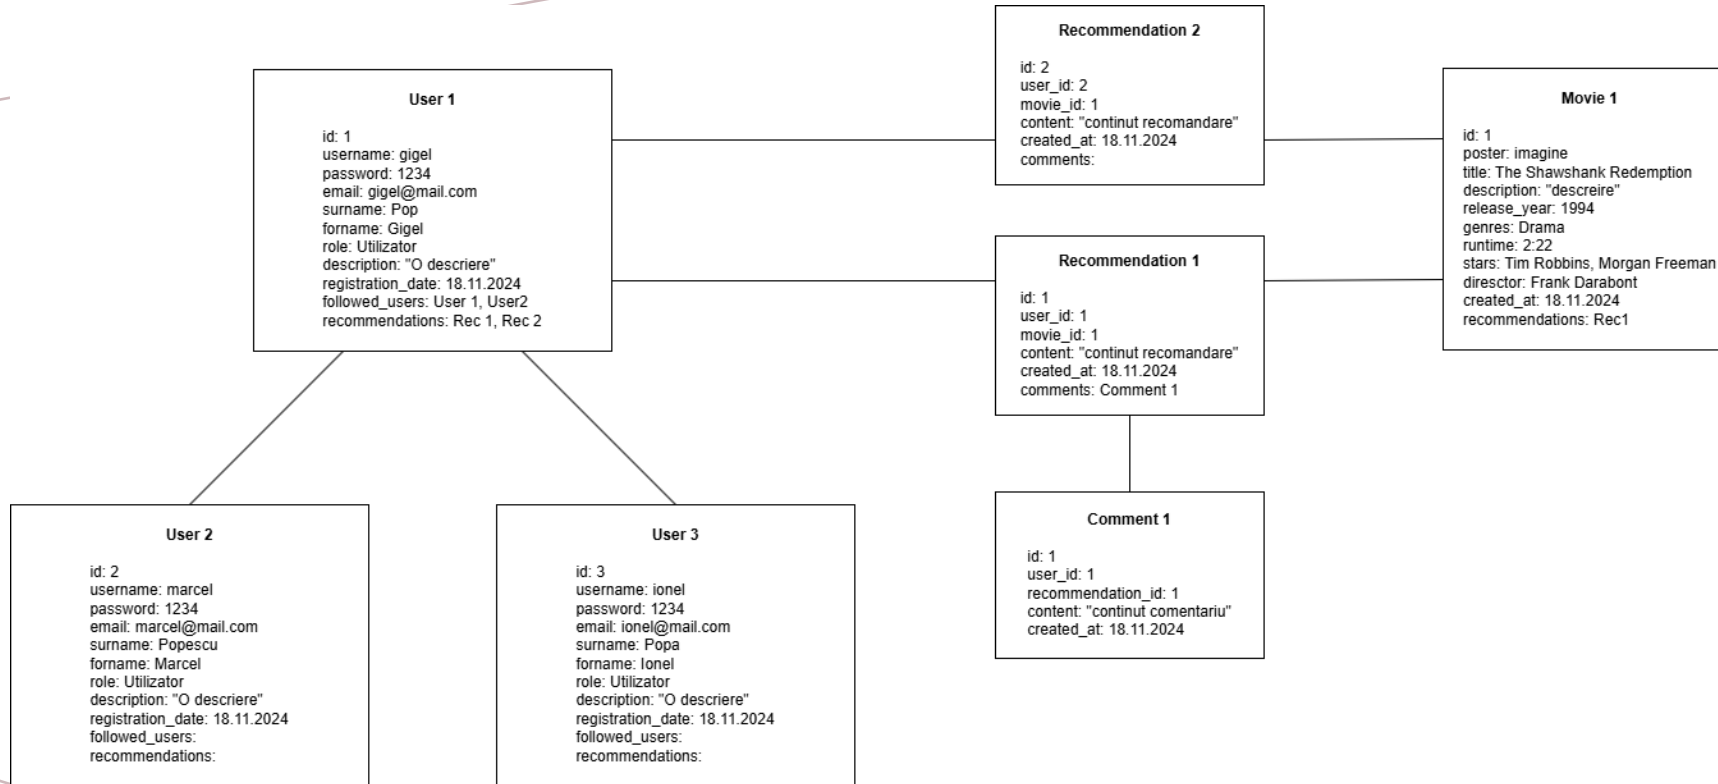 User 1
id: 1
username: gigel
password: 1234
email: gigel@mail.com
surname: Pop
forname: Gigel
role: Utilizator
description: "O descriere"
registration_date: 18.11.2024
followed_users: User 1, User2
recommendations: Rec 1, Rec 2
Recommendation 2
id: 2
user_id: 2
movie_id: 1
content: "continut recomandare"
created_at: 18.11.2024
comments:
Movie 1
id: 1
poster: imagine
title: The Shawshank Redemption
description: "descreire"
release_year: 1994
genres: Drama
runtime: 2:22
stars: Tim Robbins, Morgan Freeman
diresctor: Frank Darabont
created_at: 18.11.2024
recommendations: Rec1
Recommendation 1
id: 1
user_id: 1
movie_id: 1
content: "continut recomandare"
created_at: 18.11.2024
comments: Comment 1
User 2
id: 2
username: marcel
password: 1234
email: marcel@mail.com
surname: Popescu
forname: Marcel
role: Utilizator
description: "O descriere"
registration_date: 18.11.2024
followed_users:
recommendations:
User 3
id: 3
username: ionel
password: 1234
email: ionel@mail.com
surname: Popa
forname: Ionel
role: Utilizator
description: "O descriere"
registration_date: 18.11.2024
followed_users:
recommendations:
Comment 1
id: 1
user_id: 1
recommendation_id: 1
content: "continut comentariu"
created_at: 18.11.2024